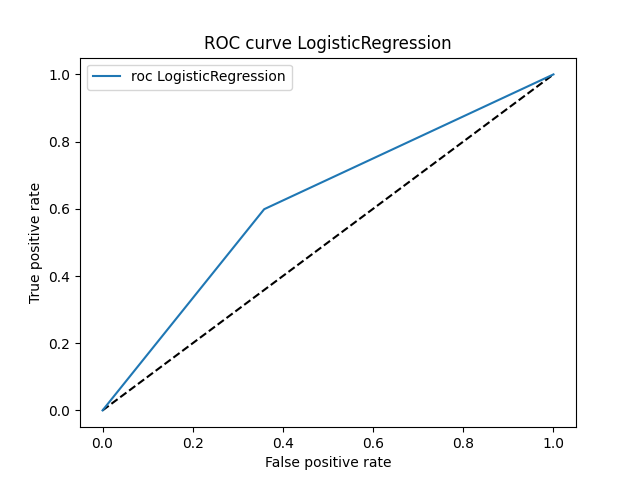 ROC curve LogisticRegression
roc LogisticRegression
True positive rate
1.0
0.8
0.6
0.4
0.2
0.0
0.0 0.2 0.4 0.6 0.8 1.0
False positive rate